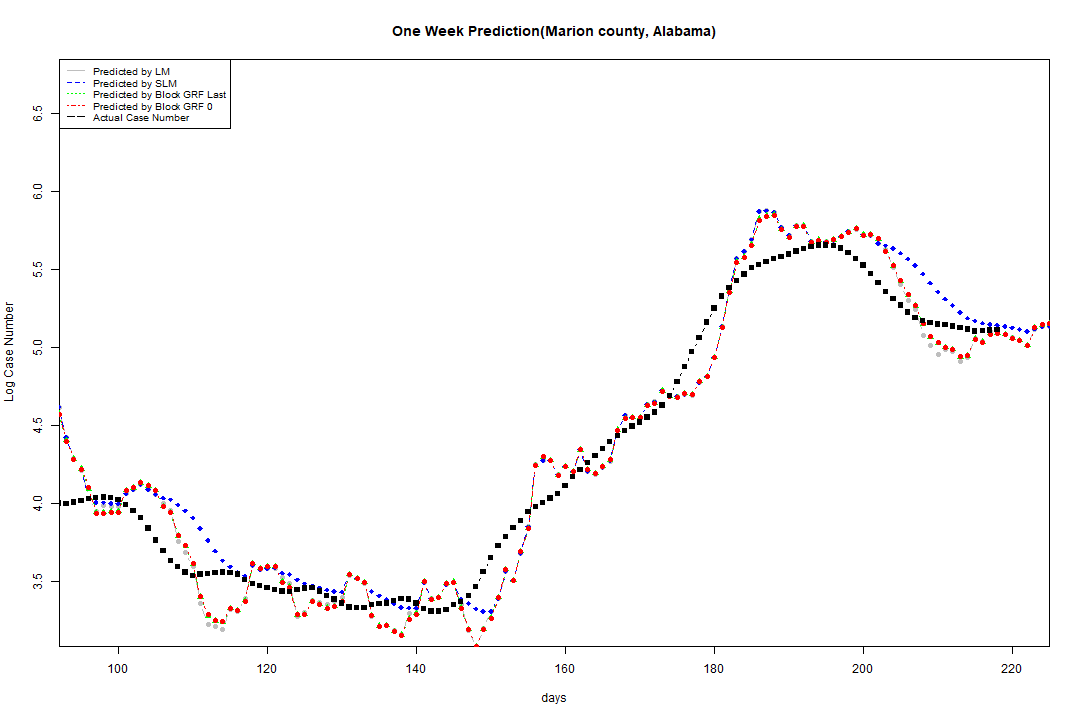 One Week Prediction(Marion county, Alabama)
Predicted by LM
Predicted by SLM
Predicted by Block GRF Last
Predicted by Block GRF 0
Actual Case Number
6.5
6.0
5.5
5.0
4.5
4.0
3.5
Log Case Number
100 120 140 160 180 200 220
days